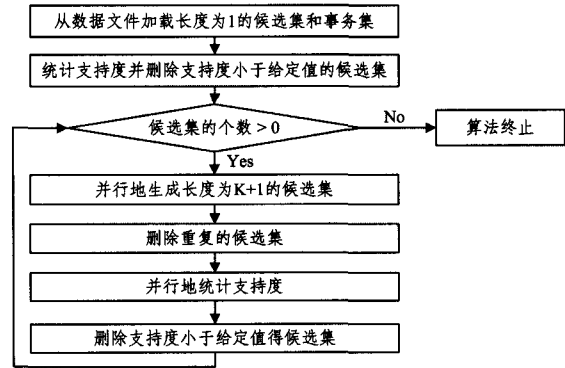 从数据文件加载长度为1的候选集和事务集
统计支持度并删除支持度小于给定值的候选集
候选集的个数 > 0
No
算法终止
Yes
并行地生成长度为K+1的候选集
删除重复的候选集
并行地统计支持度
删除支持度小于给定值得候选集